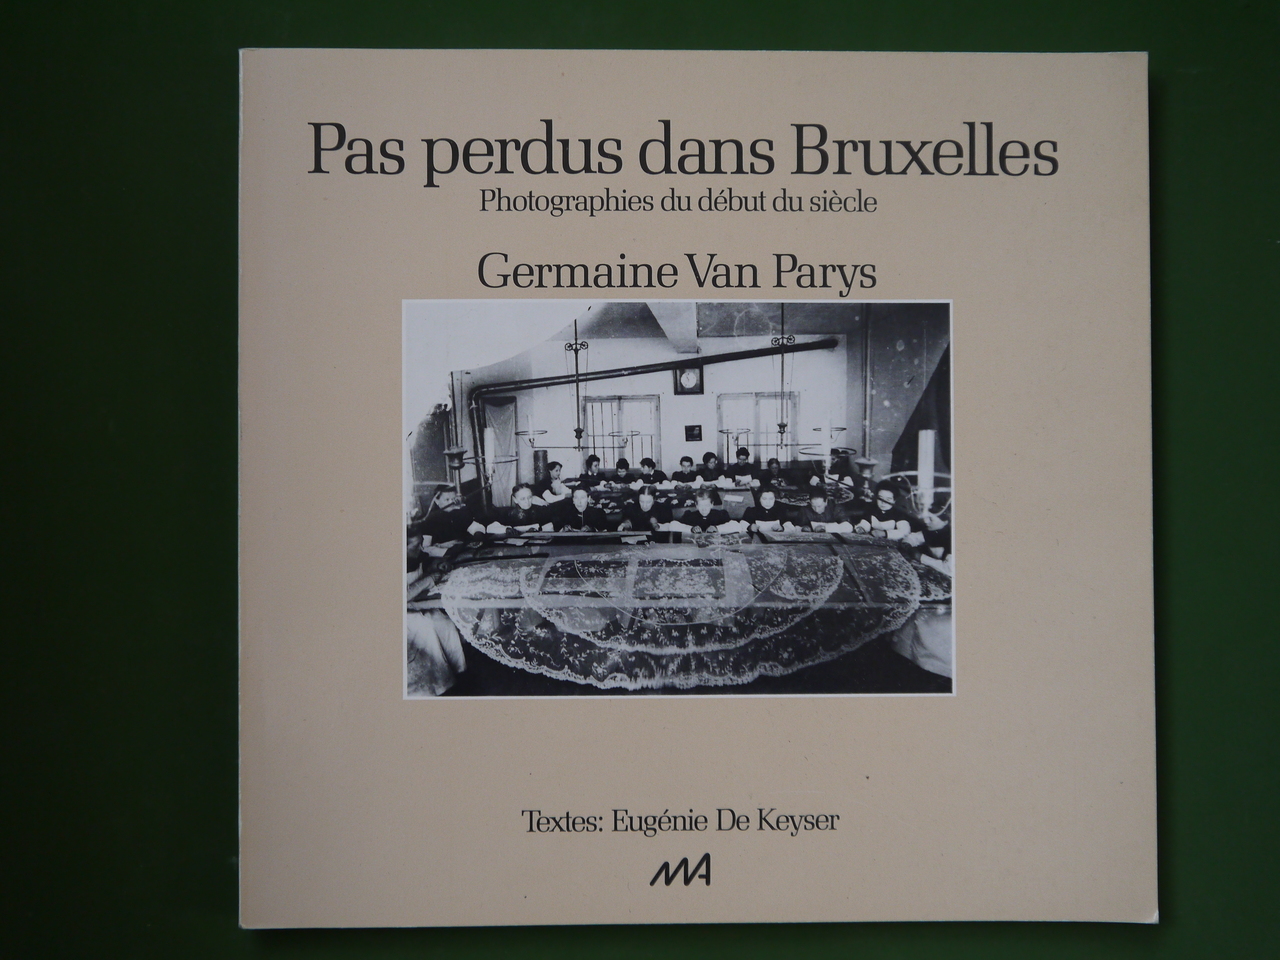 Pas perdus dans Bruxelles
Photographies du début du siècle
Germaine Van Parys
Textes: Eugénie De Keyser
MA